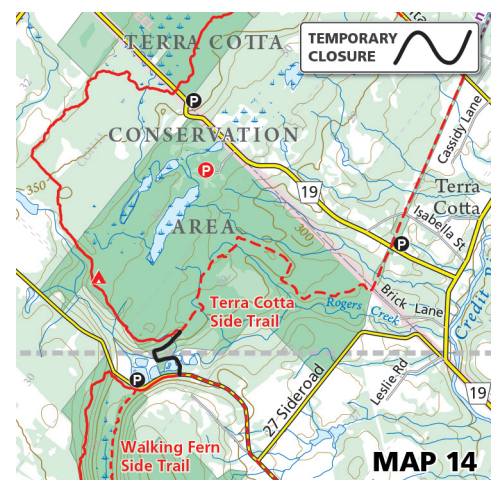 TEMPORARY
CLOSURE
TERRA COTTA
P
CONSERVATION
P
19
Cassidy Lane
Terra
Cotta
350
AREA
300
Isabella St
P
Terra Cotta
Side Trail
Rogers
Creek
Brick Lane
Credit
P
Leslie Rd
19
27 Sideroad
Walking Fern
Side Trail
MAP 14